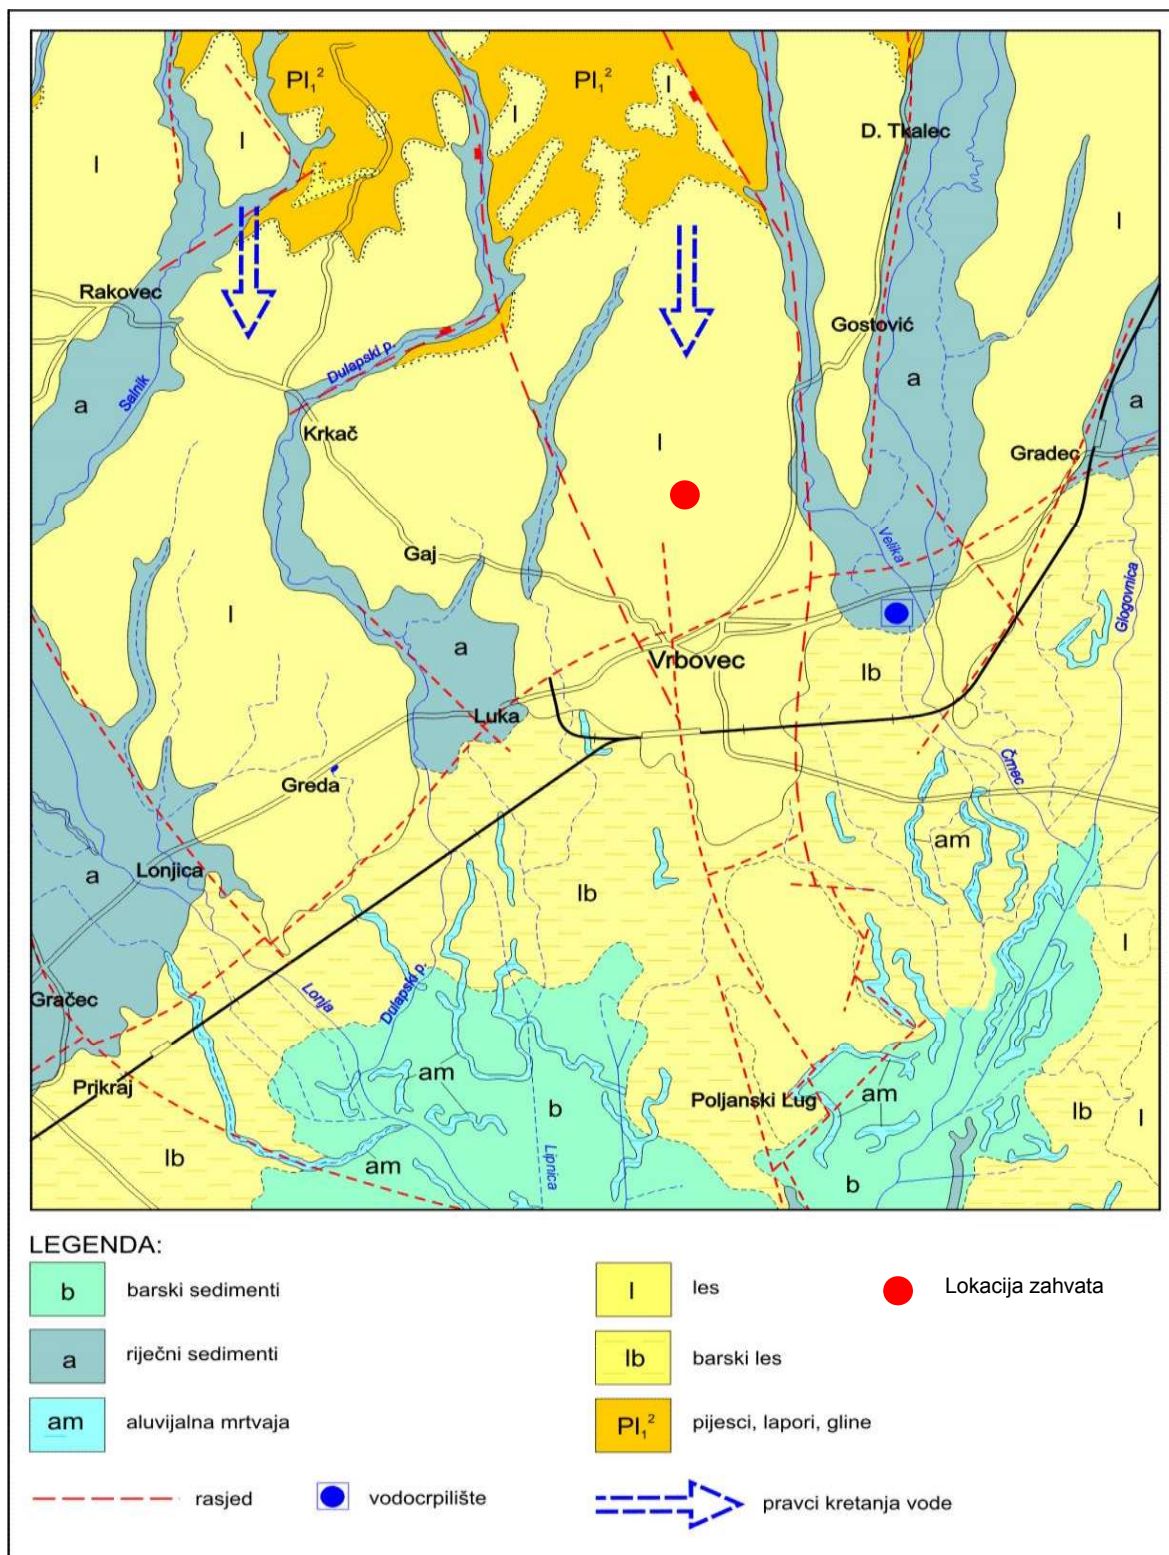 Pl₁²
Pl₁²
l
l
l
l
D. Tkalec
l
l
Rakovec
Gostović
Dulapski p.
a
a
a
Salnik
Krkač
l
Gradec
Gaj
Velika
Glogovnica
l
a
Vrbovec
lb
Luka
Črnec
Greda
am
Lonjica
a
lb
l
Gračec
Lonja
Dulapski p.
Prikraj
am
b
Poljanski Lug
am
lb
l
lb
am
Lipnica
b
LEGENDA:
b barski sedimenti
l les
Lokacija zahvata
a riječni sedimenti
lb barski les
am aluvijalna mrtvaja
Pl₁² pijesci, lapori, gline
rasjed
vodocrpilište
pravci kretanja vode